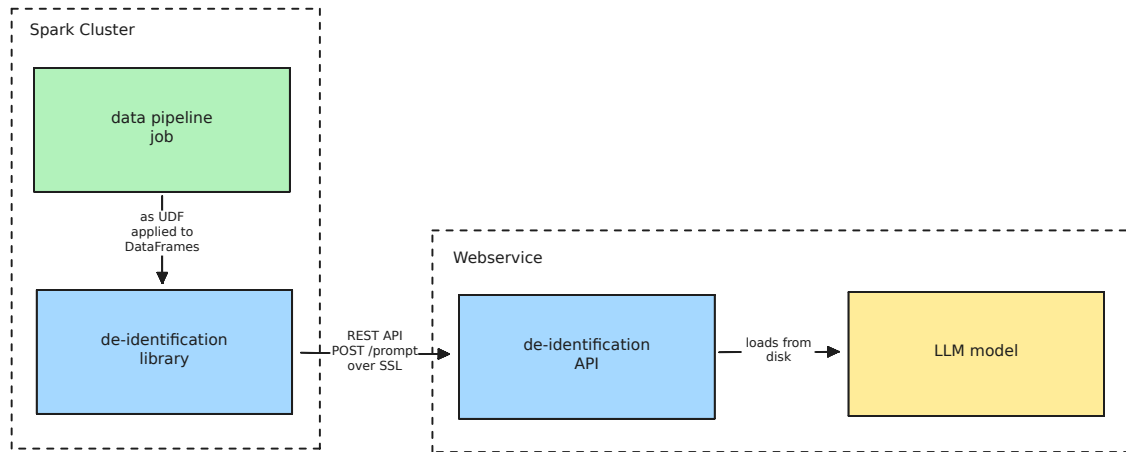 Spark Cluster
data pipeline
job
as UDF
applied to
DataFrames
de-identification
library
REST API
POST /prompt
over SSL
Webservice
de-identification
API
loads from
disk
LLM model